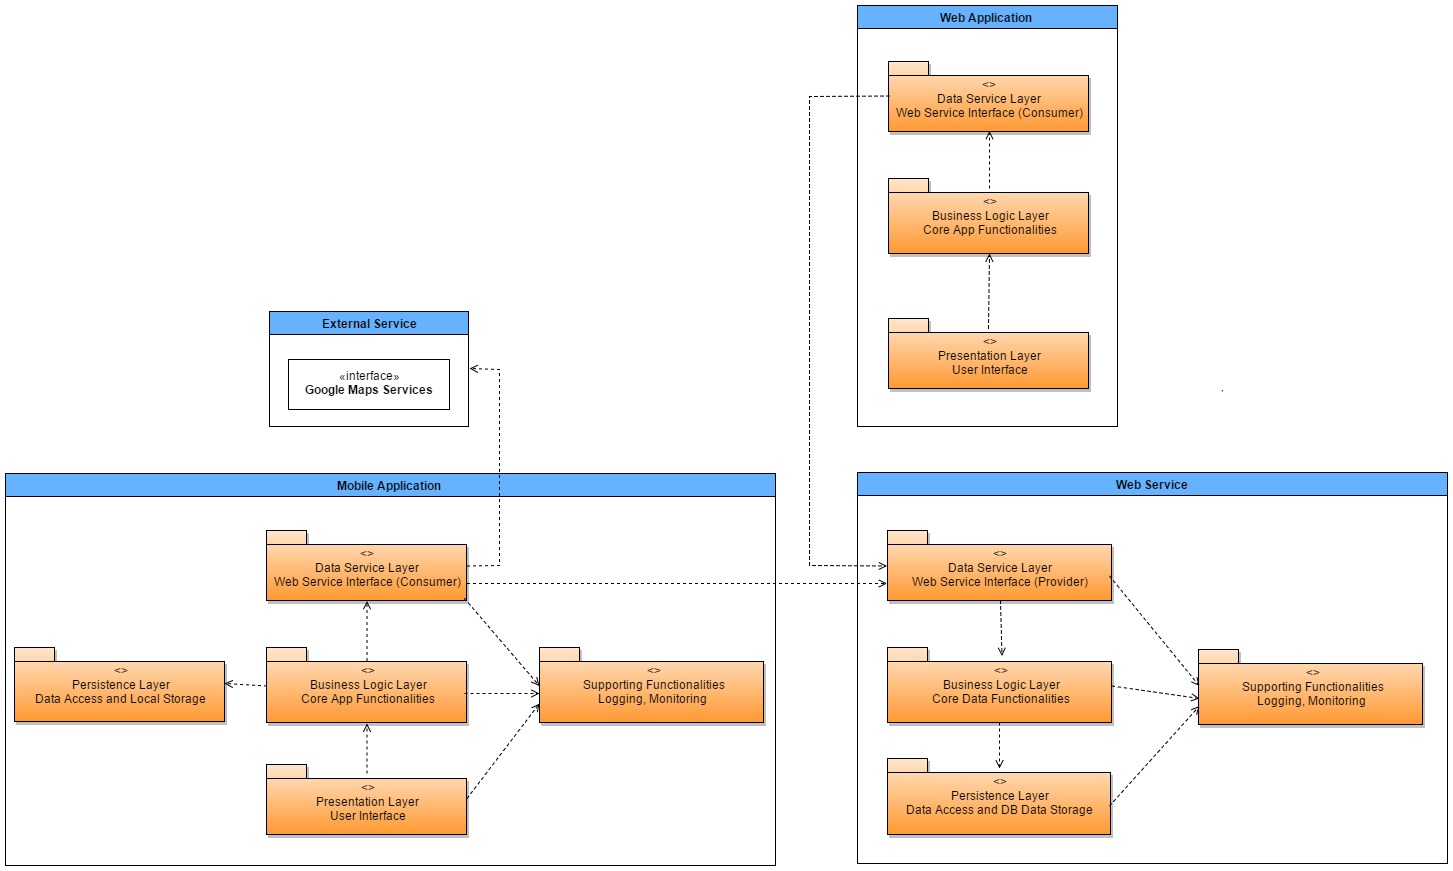 Web Application
<>
Data Service Layer
Web Service Interface (Consumer)
<>
Business Logic Layer
Core App Functionalities
<>
Presentation Layer
User Interface
External Service
«interface»
Google Maps Services
Mobile Application
<>
Data Service Layer
Web Service Interface (Consumer)
<>
Persistence Layer
Data Access and Local Storage
<>
Business Logic Layer
Core App Functionalities
<>
Supporting Functionalities
Logging, Monitoring
<>
Presentation Layer
User Interface
Web Service
<>
Data Service Layer
Web Service Interface (Provider)
<>
Business Logic Layer
Core Data Functionalities
<>
Supporting Functionalities
Logging, Monitoring
<>
Persistence Layer
Data Access and DB Data Storage